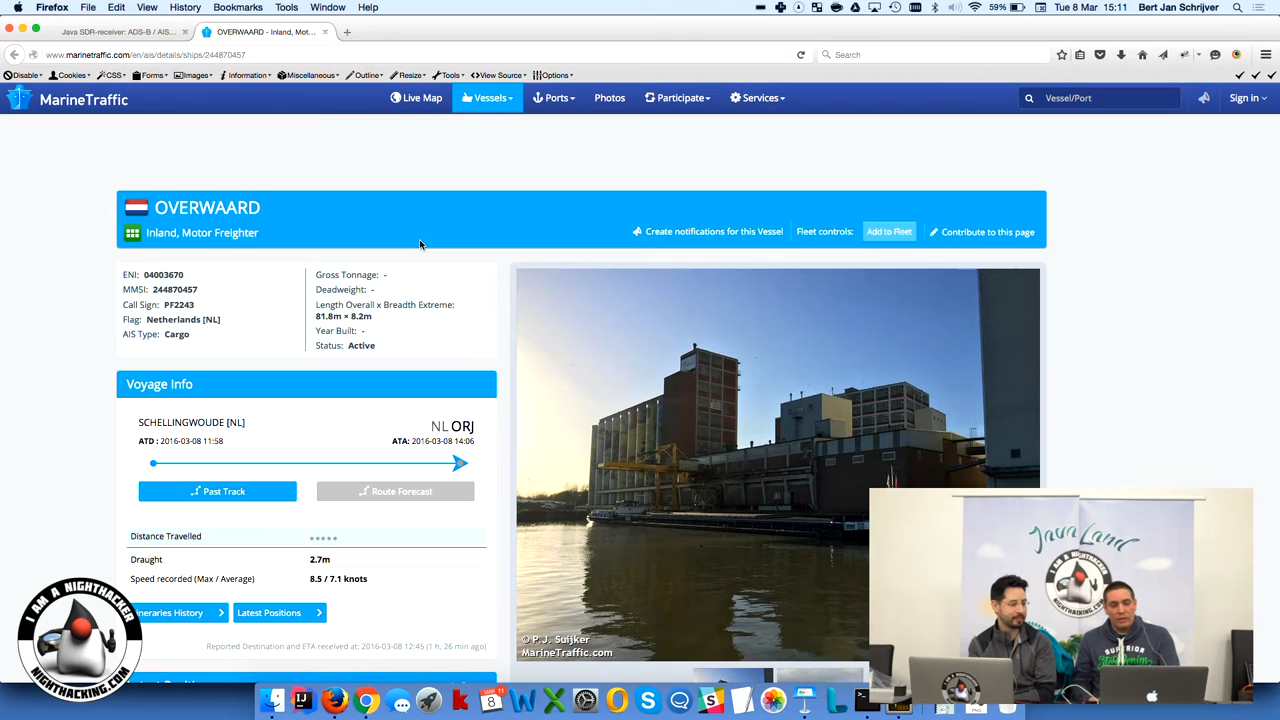 Firefox File Edit View History Bookmarks Tools Window Help
59% Tue 8 Mar 15:11 Bert Jan Schrijver
Java SDR-receiver: ADS-B / AIS...
OVERWAARD - Inland, Mot...
www.marinetraffic.com/en/ais/details/ships/244870457
Search
Disable Cookies CSS Forms Images Information Miscellaneous Outline Resize Tools View Source Options
MarineTraffic
Live Map Vessels Ports Photos Participate Services
Vessel/Port
Sign in
OVERWAARD
Inland, Motor Freighter
Create notifications for this Vessel Fleet controls: Add to Fleet Contribute to this page
ENI: 04003670
MMSI: 244870457
Call Sign: PF2243
Flag: Netherlands [NL]
AIS Type: Cargo
Gross Tonnage: -
Deadweight: -
Length Overall x Breadth Extreme:
81.8m × 8.2m
Year Built: -
Status: Active
Voyage Info
SCHELLINGWOUDE [NL]
NL ORJ
ATD : 2016-03-08 11:58
ATA: 2016-03-08 14:06
Past Track
Route Forecast
Distance Travelled
Draught 2.7m
Speed recorded (Max / Average) 8.5 / 7.1 knots
ineraries History
Latest Positions
Reported Destination and ETA received at: 2016-03-08 12:45 (1 h, 26 min ago)
© P.J. Suijker
MarineTraffic.com
JavaLand
I AM A NIGHTHACKER
NIGHTHACKING.COM
I AM A NIGHTHACKER
NIGHTHACKING.COM
SUPERIOR